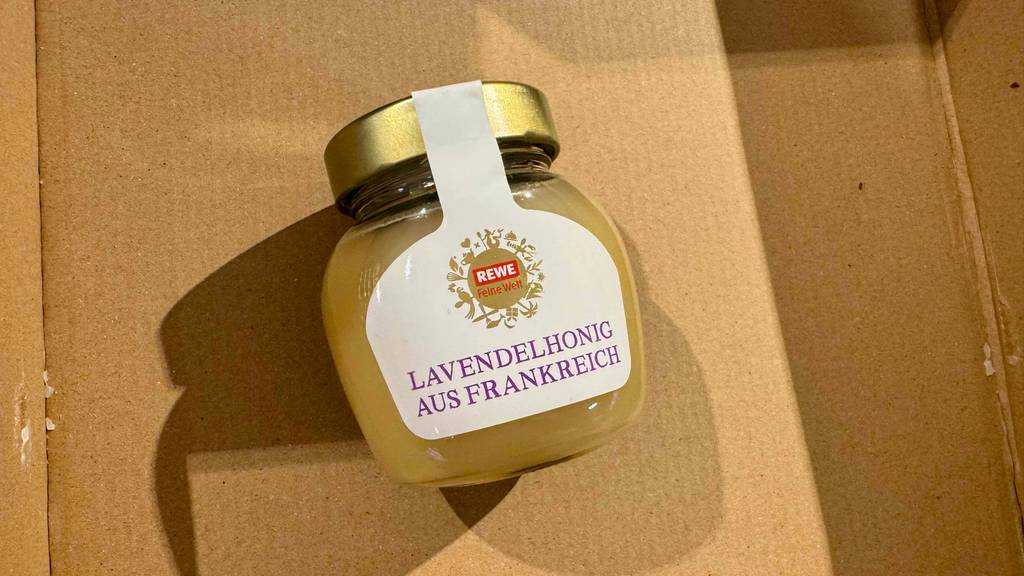 REWE
Feine Welt
LAVENDELHONIG
AUS FRANKREICH